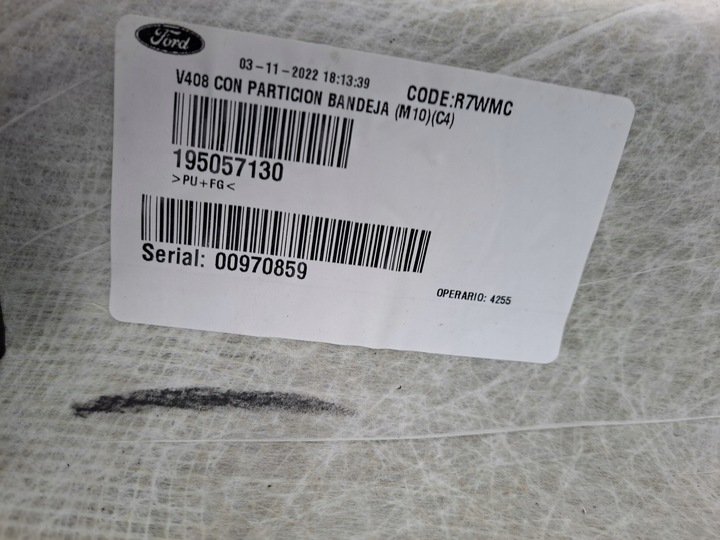 Ford
03-11-2022 18:13:39
CODE:R7WMC
V408 CON PARTICION BANDEJA (M10)(C4)
195057130
>PU+FG<
Serial: 00970859
OPERARIO: 4255